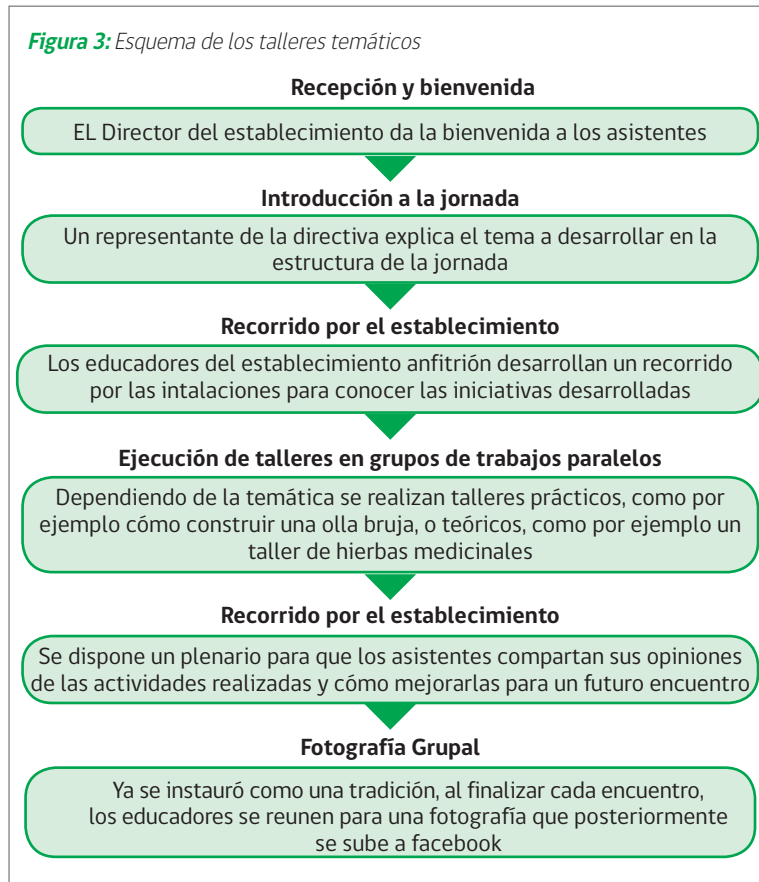 Figura 3: Esquema de los talleres temáticos
Recepción y bienvenida
EL Director del establecimiento da la bienvenida a los asistentes
Introducción a la jornada
Un representante de la directiva explica el tema a desarrollar en la
estructura de la jornada
Recorrido por el establecimiento
Los educadores del establecimiento anfitrión desarrollan un recorrido
por las intalaciones para conocer las iniciativas desarrolladas
Ejecución de talleres en grupos de trabajos paralelos
Dependiendo de la temática se realizan talleres prácticos, como por
ejemplo cómo construir una olla bruja, o teóricos, como por ejemplo un
taller de hierbas medicinales
Recorrido por el establecimiento
Se dispone un plenario para que los asistentes compartan sus opiniones
de las actividades realizadas y cómo mejorarlas para un futuro encuentro
Fotografía Grupal
Ya se instauró como una tradición, al finalizar cada encuentro,
los educadores se reunen para una fotografía que posteriormente
se sube a facebook